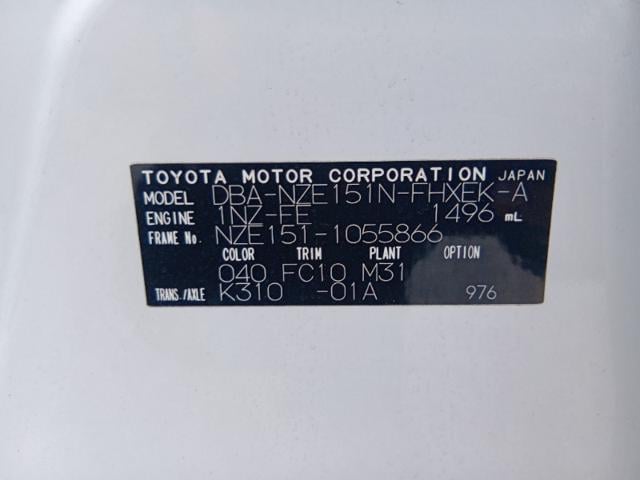 TOYOTA MOTOR CORPORATION JAPAN
MODEL DBA-NZE151N-FHXEK-A
ENGINE 1NZ-FE 1496 mL
FRAME No. NZE151-1055866
COLOR TRIM PLANT OPTION
040 FC10 M31
TRANS./AXLE K310 -01A 976